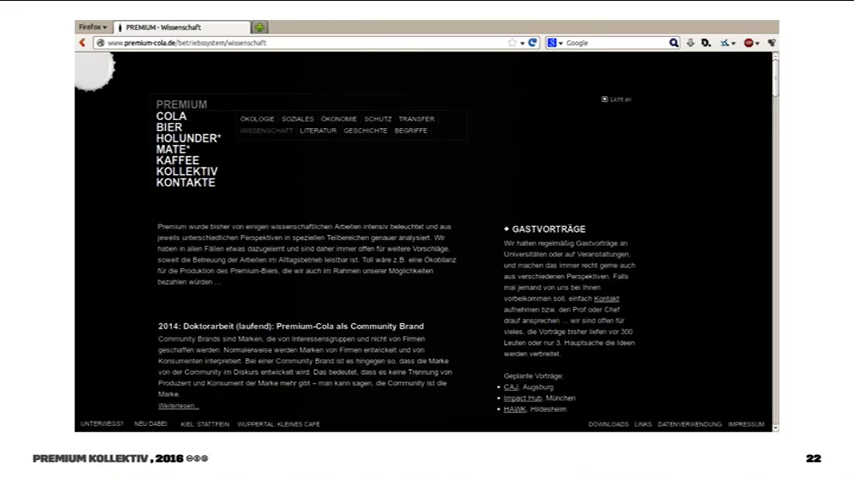 Firefox
PREMIUM - Wissenschaft
www.premium-cola.de/betriebssystem/wissenschaft
Google
Licht an
PREMIUM
COLA
BIER
HOLUNDER*
MATE*
KAFFEE
KOLLEKTIV
KONTAKTE
ÖKOLOGIE SOZIALES ÖKONOMIE SCHUTZ TRANSFER
WISSENSCHAFT LITERATUR GESCHICHTE BEGRIFFE
Premium wurde bisher von einigen wissenschaftlichen Arbeiten intensiv beleuchtet und aus
jeweils unterschiedlichen Perspektiven in speziellen Teilbereichen genauer analysiert. Wir
haben in allen Fällen etwas dazugelernt und sind daher immer offen für weitere Vorschläge,
soweit die Betreuung der Arbeiten im Alltagsbetrieb leistbar ist. Toll wäre z.B. eine Ökobilanz
für die Produktion des Premium-Biers, die wir auch im Rahmen unserer Möglichkeiten
bezahlen würden ...
2014: Doktorarbeit (laufend): Premium-Cola als Community Brand
Community Brands sind Marken, die von Interessensgruppen und nicht von Firmen
geschaffen werden. Normalerweise werden Marken von Firmen entwickelt und von
Konsumenten interpretiert. Bei einer Community Brand ist es hingegen so, dass die Marke
von der Community im Diskurs entwickelt wird. Das bedeutet, dass es keine Trennung von
Produzent und Konsument der Marke mehr gibt – man kann sagen, die Community ist die
Marke.
Weiterlesen...
GASTVORTRÄGE
Wir halten regelmäßig Gastvorträge an
Universitäten oder auf Veranstaltungen,
und machen das immer recht gerne auch
aus verschiedenen Perspektiven. Falls
mal jemand von uns bei Ihnen
vorbeikommen soll, einfach Kontakt
aufnehmen bzw. den Prof oder Chef
drauf ansprechen ... wir sind offen für
vieles, die Vorträge bisher liefen vor 300
Leuten oder nur 3, Hauptsache die Ideen
werden verbreitet.
Geplante Vorträge:
CAJ, Augsburg
Impact Hub, München
HAWK, Hildesheim
UNTERWEGS? NEU DABEI: KIEL: STATTFEIN WUPPERTAL: KLEINES CAFÉ
DOWNLOADS LINKS DATENVERWENDUNG IMPRESSUM
PREMIUM KOLLEKTIV, 2016
22